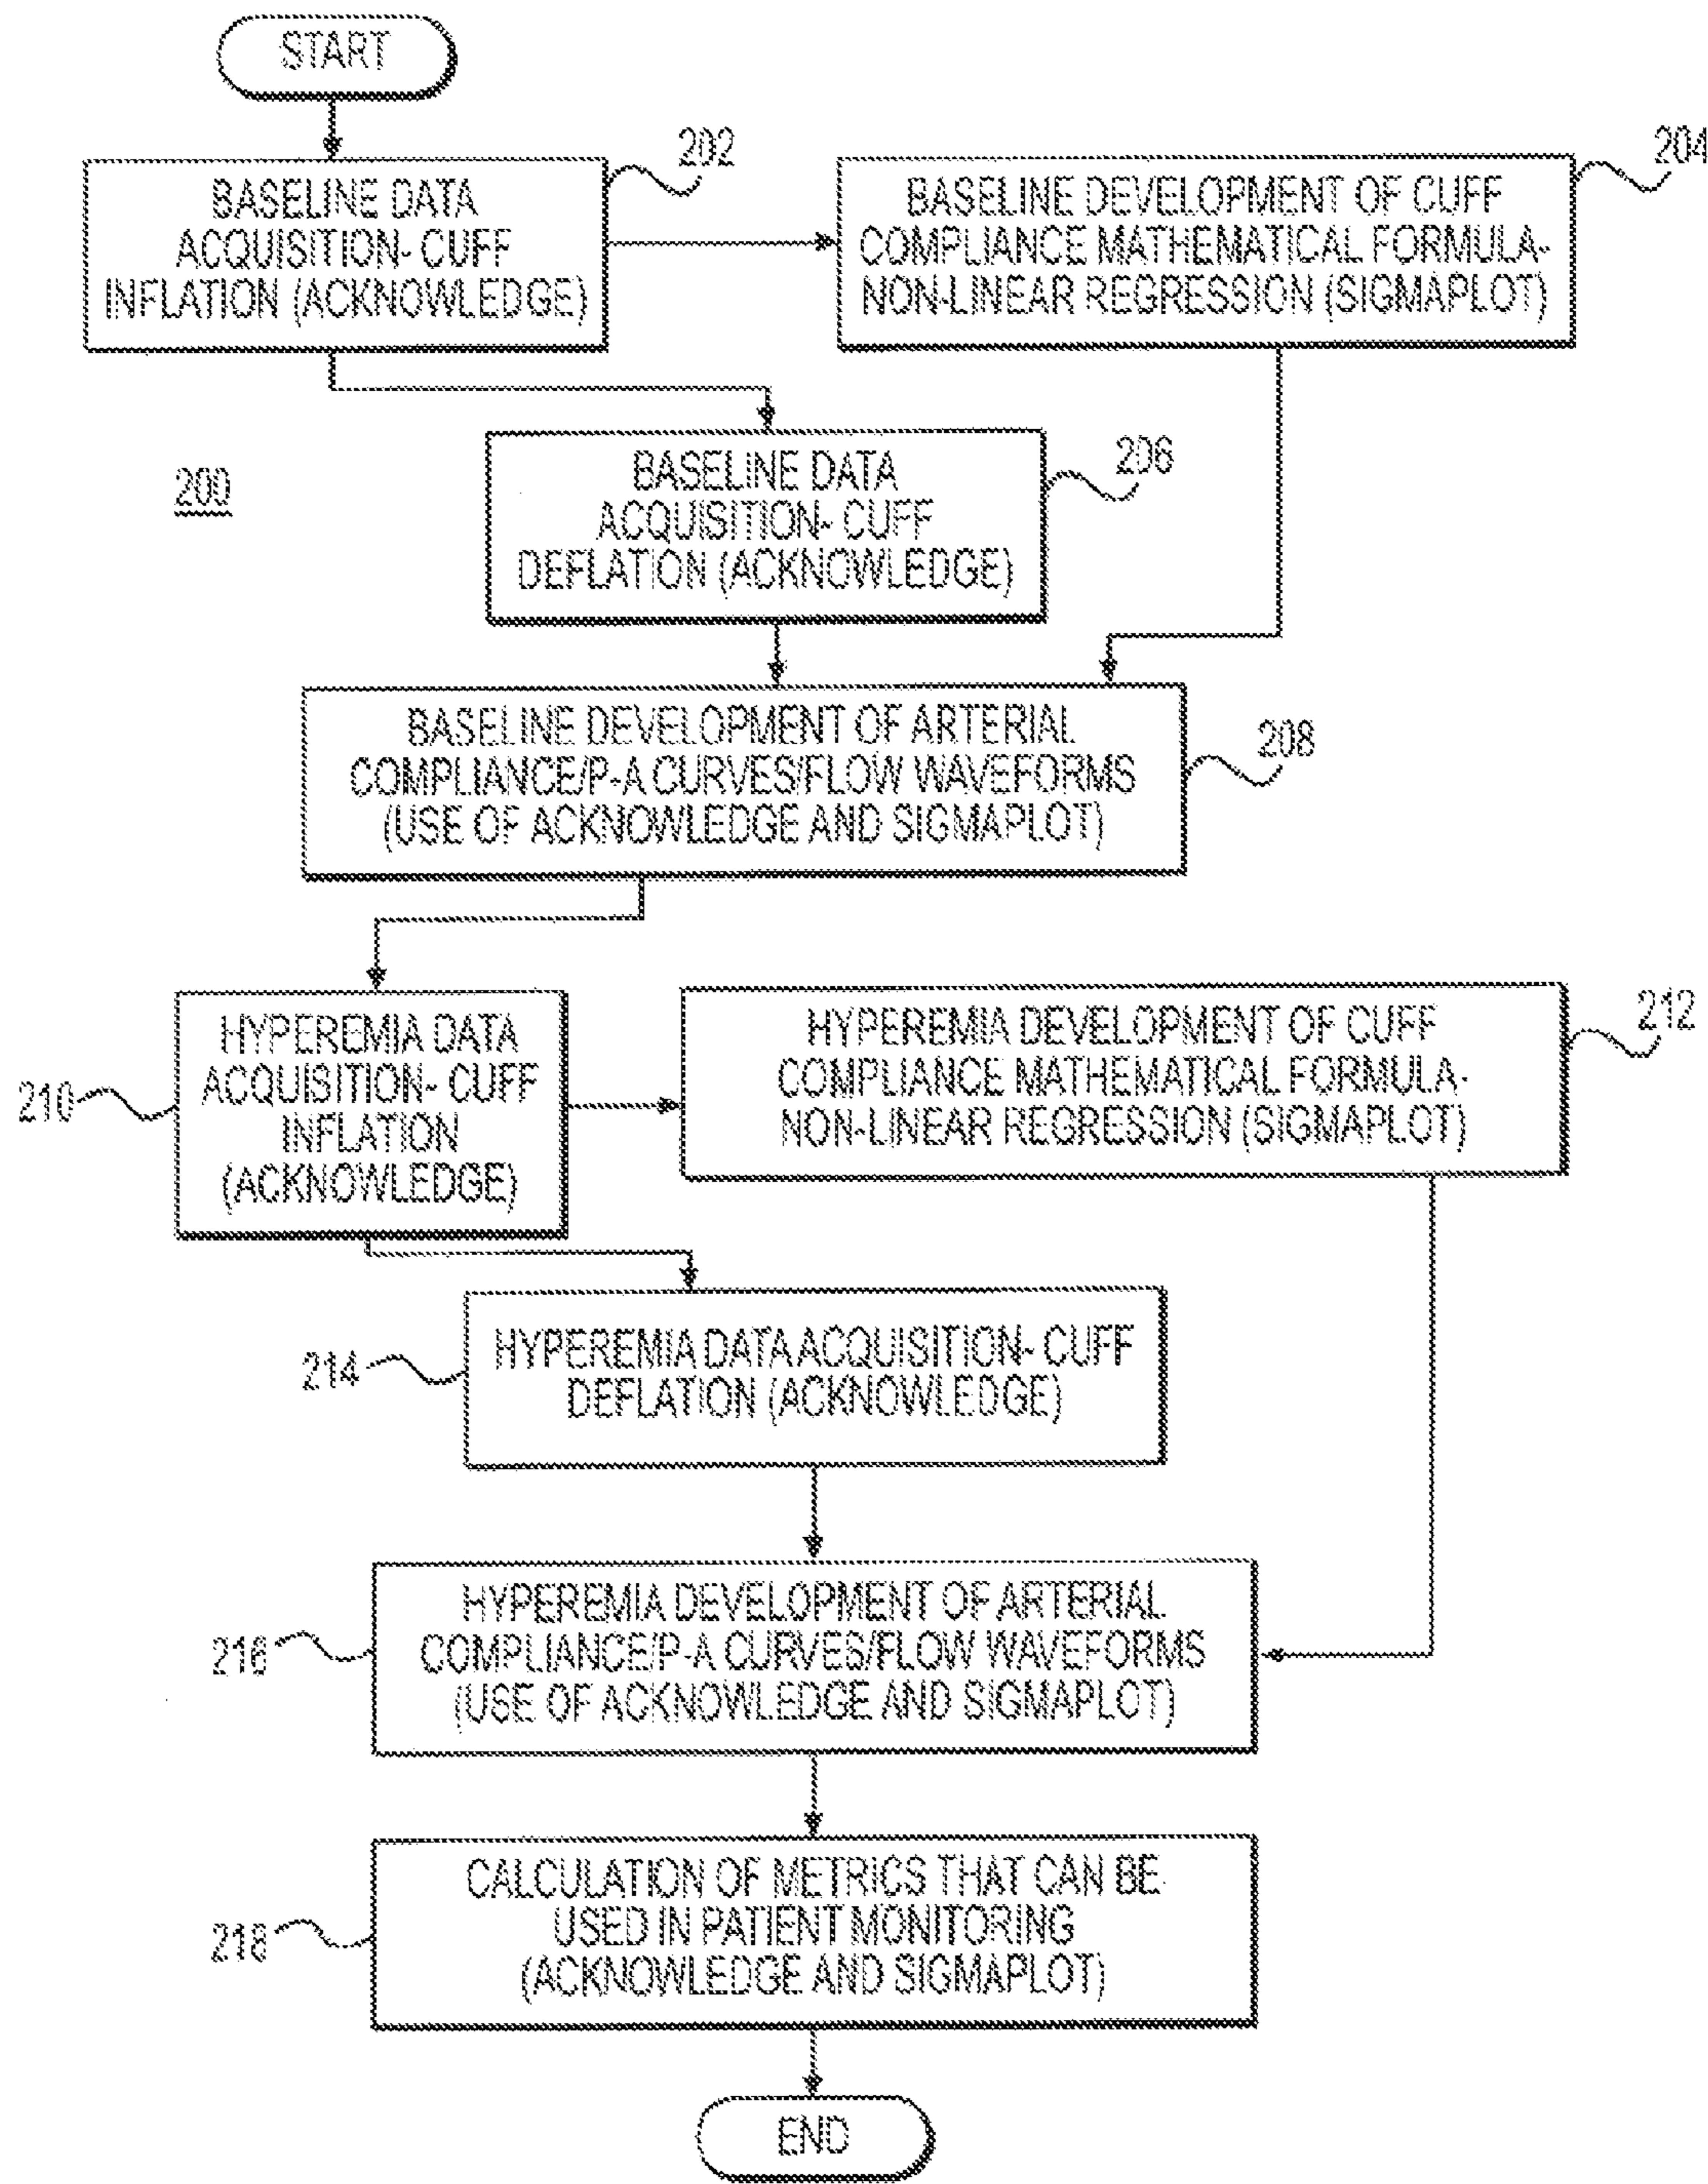 START
202
BASELINE DATA
ACQUISITION- CUFF
INFLATION (ACKNOWLEDGE)
204
BASELINE DEVELOPMENT OF CUFF
COMPLIANCE MATHEMATICAL FORMULA-
NON-LINEAR REGRESSION (SIGMAPLOT)
200
206
BASELINE DATA
ACQUISITION- CUFF
DEFLATION (ACKNOWLEDGE)
208
BASELINE DEVELOPMENT OF ARTERIAL
COMPLIANCE/P-A CURVES/FLOW WAVEFORMS
(USE OF ACKNOWLEDGE AND SIGMAPLOT)
210
HYPEREMIA DATA
ACQUISITION- CUFF
INFLATION
(ACKNOWLEDGE)
212
HYPEREMIA DEVELOPMENT OF CUFF
COMPLIANCE MATHEMATICAL FORMULA-
NON-LINEAR REGRESSION (SIGMAPLOT)
214
HYPEREMIA DATA ACQUISITION- CUFF
DEFLATION (ACKNOWLEDGE)
216
HYPEREMIA DEVELOPMENT OF ARTERIAL
COMPLIANCE/P-A CURVES/FLOW WAVEFORMS
(USE OF ACKNOWLEDGE AND SIGMAPLOT)
218
CALCULATION OF METRICS THAT CAN BE
USED IN PATIENT MONITORING
(ACKNOWLEDGE AND SIGMAPLOT)
END